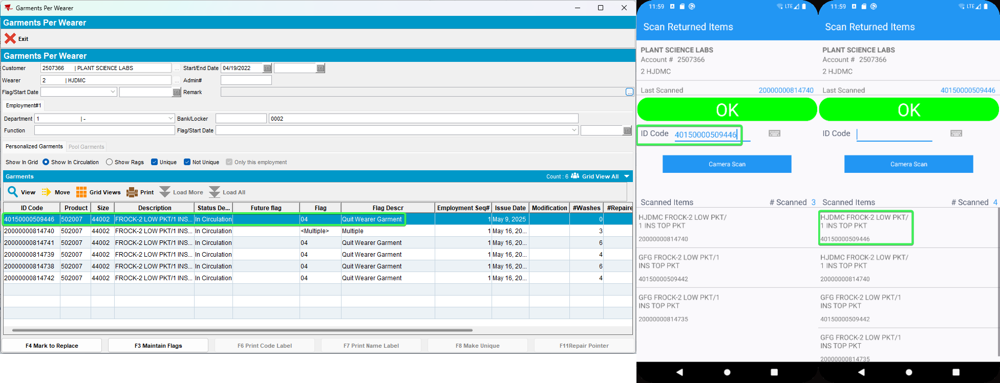 Garments Per Wearer
Garments Per Wearer
Exit
Garments Per Wearer
Customer 2507366 | PLANT SCIENCE LABS ... Start/End Date 04/19/2022 16 16
Wearer 2 | HJDMC ... Admin#
Flag/Start Date 16 Remark ...
Employment#1
Department 1 | - Bank/Locker 0002
Function Flag/Start Date 16
Personalized Garments Pool Garments
Show In Grid Show In Circulation Show Rags Unique Not Unique Only this employment
Garments Count : 6 Grid View All
View Move Grid Views Print Load More Load All
ID Code Product Size Description Status De... Future flag Flag Flag Descr Employment Seq# Issue Date Modification #Washes #Repaire
40150000509446 502007 44002 FROCK-2 LOW PKT/1 INS... In Circulation 04 Quit Wearer Garment 1 May 9, 2025 0
20000000814740 502007 44002 FROCK-2 LOW PKT/1 INS... In Circulation <Multiple> Multiple 1 May 16, 20... 3
20000000814741 502007 44002 FROCK-2 LOW PKT/1 INS... In Circulation 04 Quit Wearer Garment 1 May 16, 20... 6
20000000814739 502007 44002 FROCK-2 LOW PKT/1 INS... In Circulation 04 Quit Wearer Garment 1 May 16, 20... 4
20000000814738 502007 44002 FROCK-2 LOW PKT/1 INS... In Circulation 04 Quit Wearer Garment 1 May 16, 20... 6
20000000814742 502007 44002 FROCK-2 LOW PKT/1 INS... In Circulation 04 Quit Wearer Garment 1 May 16, 20... 4
F4 Mark to Replace F3 Maintain Flags F6 Print Code Label F7 Print Name Label F8 Make Unique F11Repair Pointer
11:59 A LTE
Scan Returned Items
PLANT SCIENCE LABS
Account # 2507366
2 HJDMC
Last Scanned 20000000814740
OK
ID Code 40150000509446
Camera Scan
Scanned Items # Scanned 3
HJDMC FROCK-2 LOW PKT/
1 INS TOP PKT
20000000814740
GFG FROCK-2 LOW PKT/1
INS TOP PKT
40150000509442
GFG FROCK-2 LOW PKT/1
INS TOP PKT
20000000814735
11:59 A LTE
Scan Returned Items
PLANT SCIENCE LABS
Account # 2507366
2 HJDMC
Last Scanned 40150000509446
OK
ID Code
Camera Scan
Scanned Items # Scanned 4
HJDMC FROCK-2 LOW PKT/
1 INS TOP PKT
40150000509446
HJDMC FROCK-2 LOW PKT/
1 INS TOP PKT
20000000814740
GFG FROCK-2 LOW PKT/1
INS TOP PKT
40150000509442
GFG FROCK-2 LOW PKT/1
INS TOP PKT
20000000814735